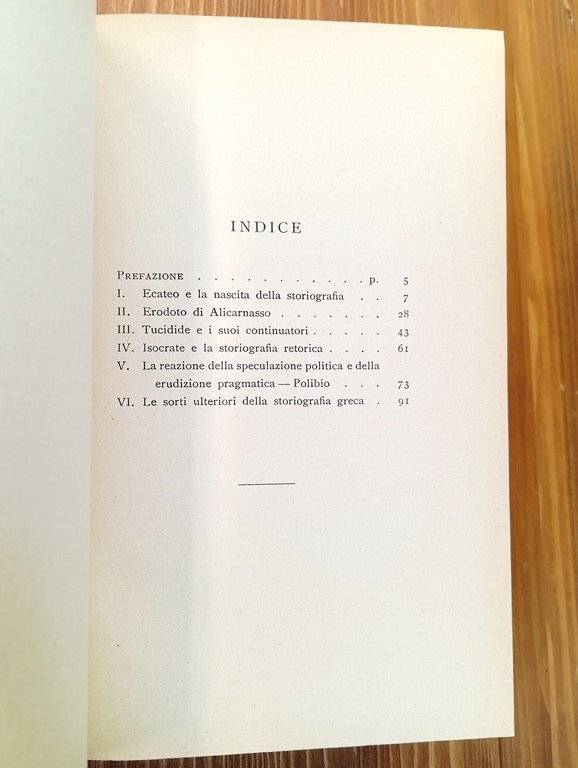 INDICE
PREFAZIONE . . . . . . . . . . . p. 5
I. Ecateo e la nascita della storiografia . . 7
II. Erodoto di Alicarnasso . . . . . . . 28
III. Tucidide e i suoi continuatori . . . . . 43
IV. Isocrate e la storiografia retorica . . . . 61
V. La reazione della speculazione politica e della
erudizione pragmatica — Polibio . . . 73
VI. Le sorti ulteriori della storiografia greca . 91